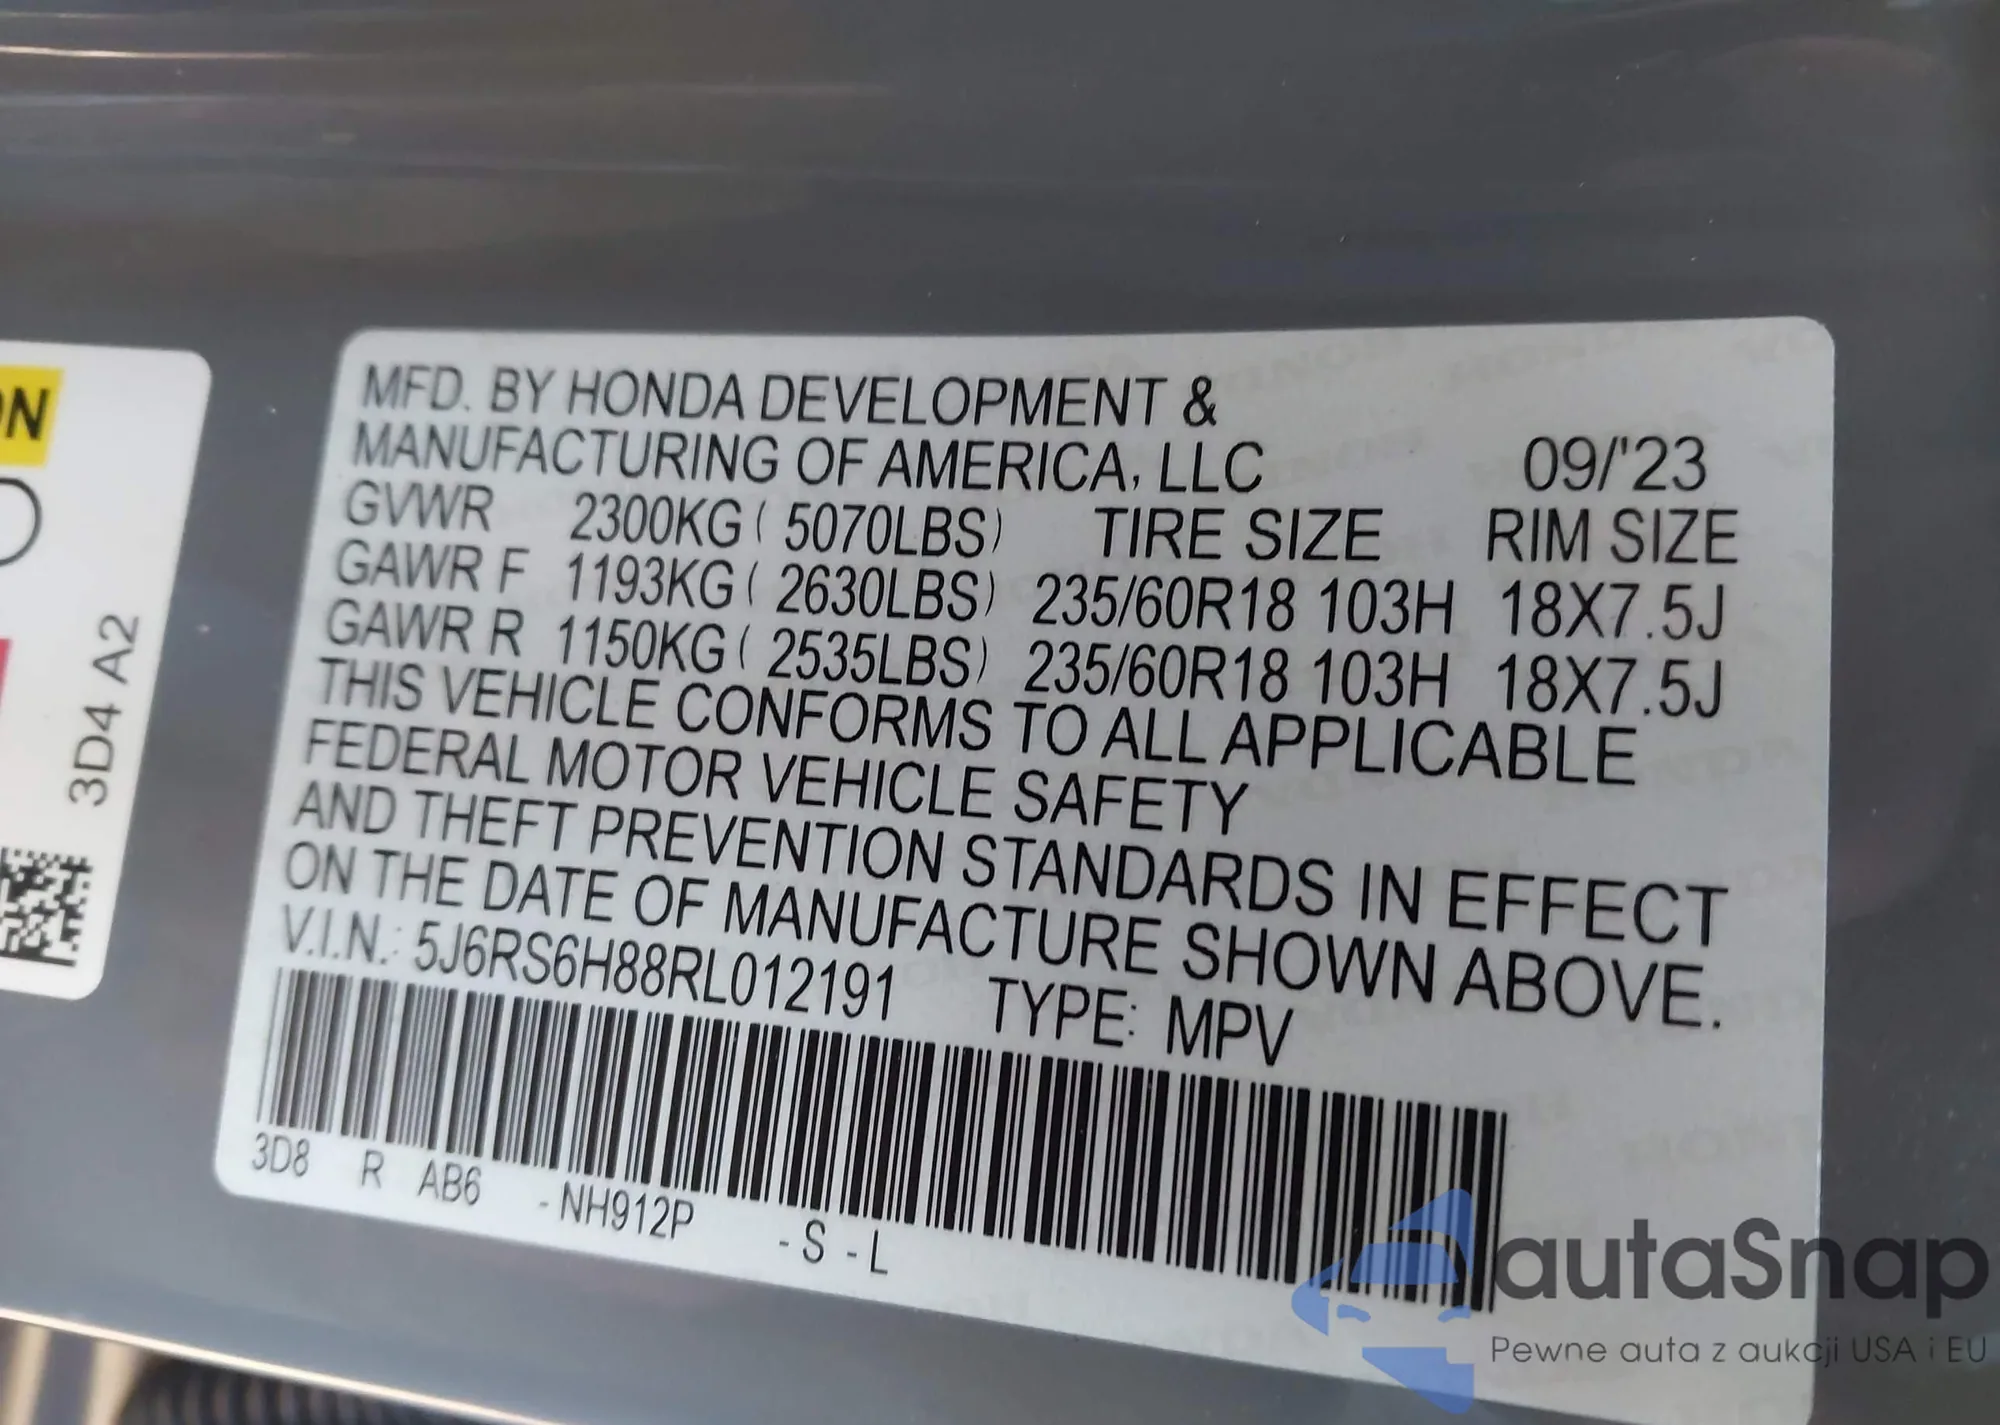 ON
3D4 A2
MFD. BY HONDA DEVELOPMENT &
MANUFACTURING OF AMERICA, LLC 09/'23
GVWR 2300KG ( 5070LBS) TIRE SIZE RIM SIZE
GAWR F 1193KG ( 2630LBS) 235/60R18 103H 18X7.5J
GAWR R 1150KG ( 2535LBS) 235/60R18 103H 18X7.5J
THIS VEHICLE CONFORMS TO ALL APPLICABLE
FEDERAL MOTOR VEHICLE SAFETY
AND THEFT PREVENTION STANDARDS IN EFFECT
ON THE DATE OF MANUFACTURE SHOWN ABOVE.
V.I.N.: 5J6RS6H88RL012191 TYPE: MPV
3D8 R AB6 -NH912P -S -L
autaSnap
Pewne auta z aukcji USA i EU